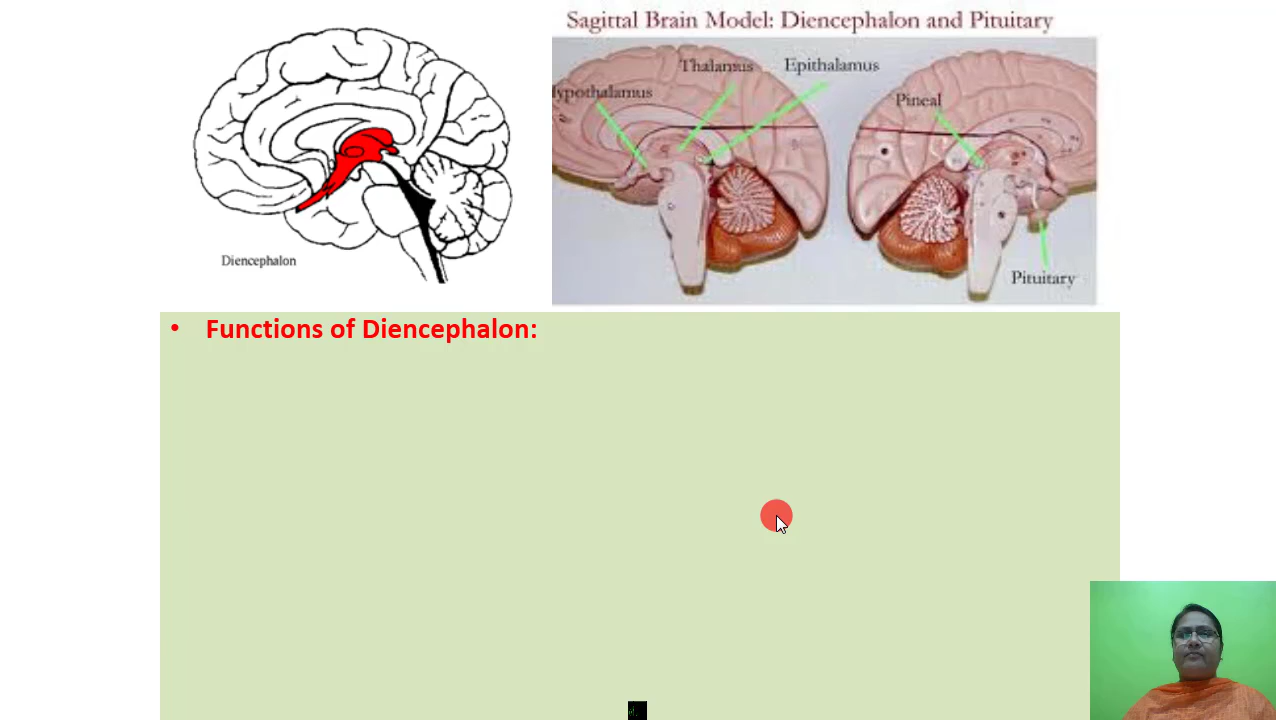 Sagittal Brain Model: Diencephalon and Pituitary
Thalamus
Epithalamus
ypothalamus
Pineal
Diencephalon
Pituitary
• Functions of Diencephalon: